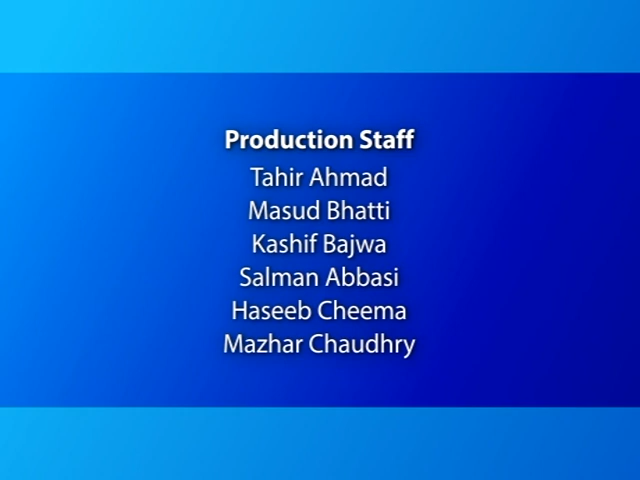 Production Staff
Tahir Ahmad
Masud Bhatti
Kashif Bajwa
Salman Abbasi
Haseeb Cheema
Mazhar Chaudhry